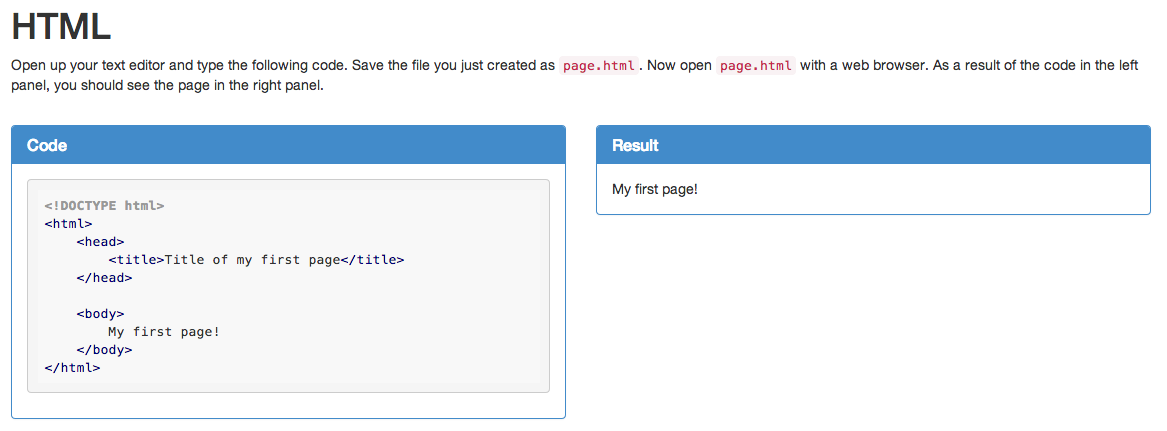 HTML
Open up your text editor and type the following code. Save the file you just created as page.html. Now open page.html with a web browser. As a result of the code in the left
panel, you should see the page in the right panel.
Code
<!DOCTYPE html>
<html>
    <head>
        <title>Title of my first page</title>
    </head>

    <body>
        My first page!
    </body>
</html>
Result
My first page!